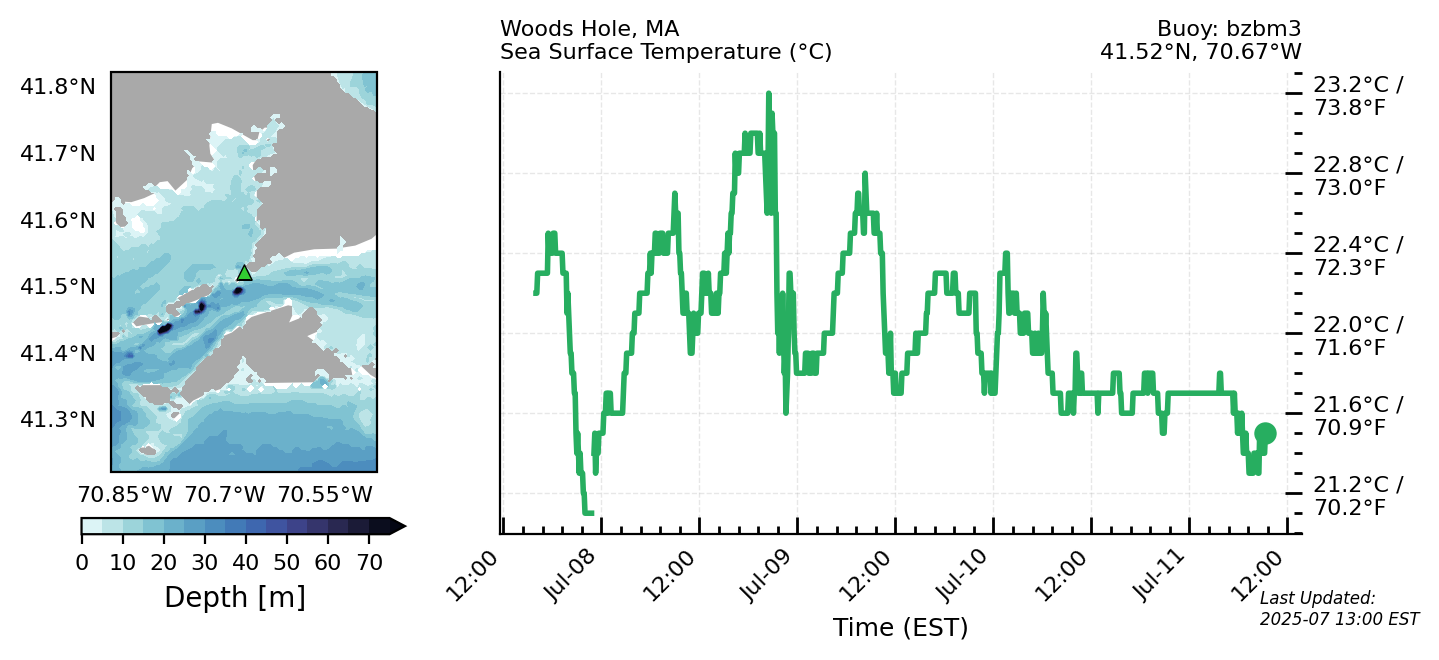 Woods Hole, MA
Sea Surface Temperature (°C)
Buoy: bzbm3
41.52°N, 70.67°W
41.8°N
41.7°N
41.6°N
41.5°N
41.4°N
41.3°N
70.85°W 70.7°W 70.55°W
0 10 20 30 40 50 60 70
Depth [m]
23.2°C /
73.8°F
22.8°C /
73.0°F
22.4°C /
72.3°F
22.0°C /
71.6°F
21.6°C /
70.9°F
21.2°C /
70.2°F
12:00 Jul-08 12:00 Jul-09 12:00 Jul-10 12:00 Jul-11 12:00
Time (EST)
Last Updated:
2025-07 13:00 EST